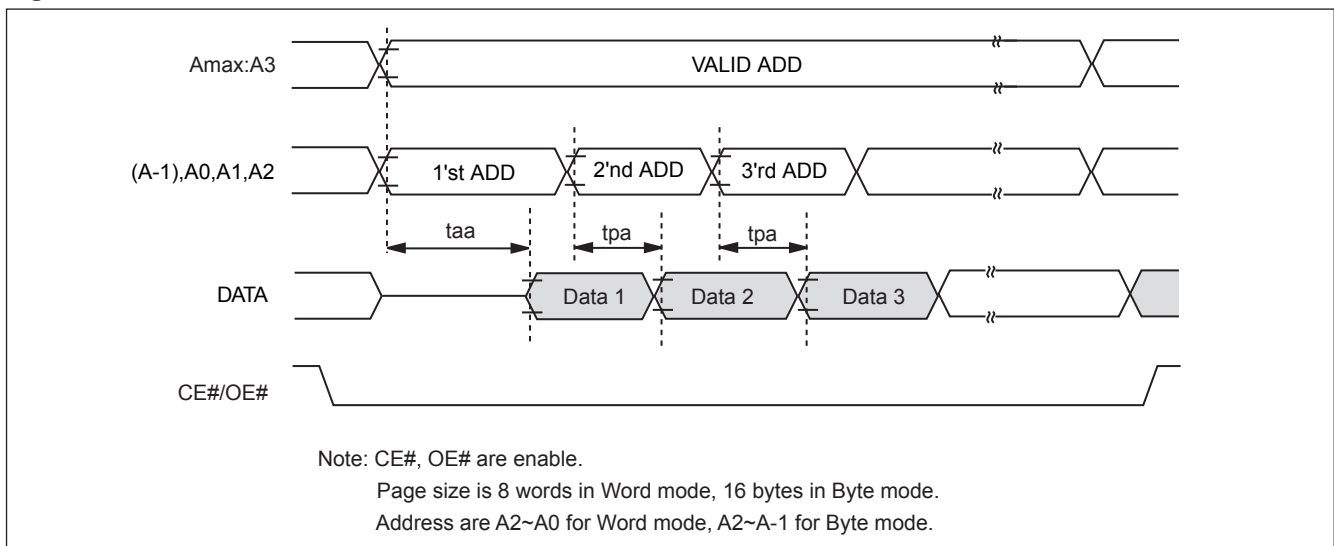 Amax:A3
VALID ADD
(A-1),A0,A1,A2
1'st ADD
2'nd ADD
3'rd ADD
taa
tpa
tpa
DATA
Data 1
Data 2
Data 3
CE#/OE#
Note: CE#, OE# are enable.
Page size is 8 words in Word mode, 16 bytes in Byte mode.
Address are A2~A0 for Word mode, A2~A-1 for Byte mode.